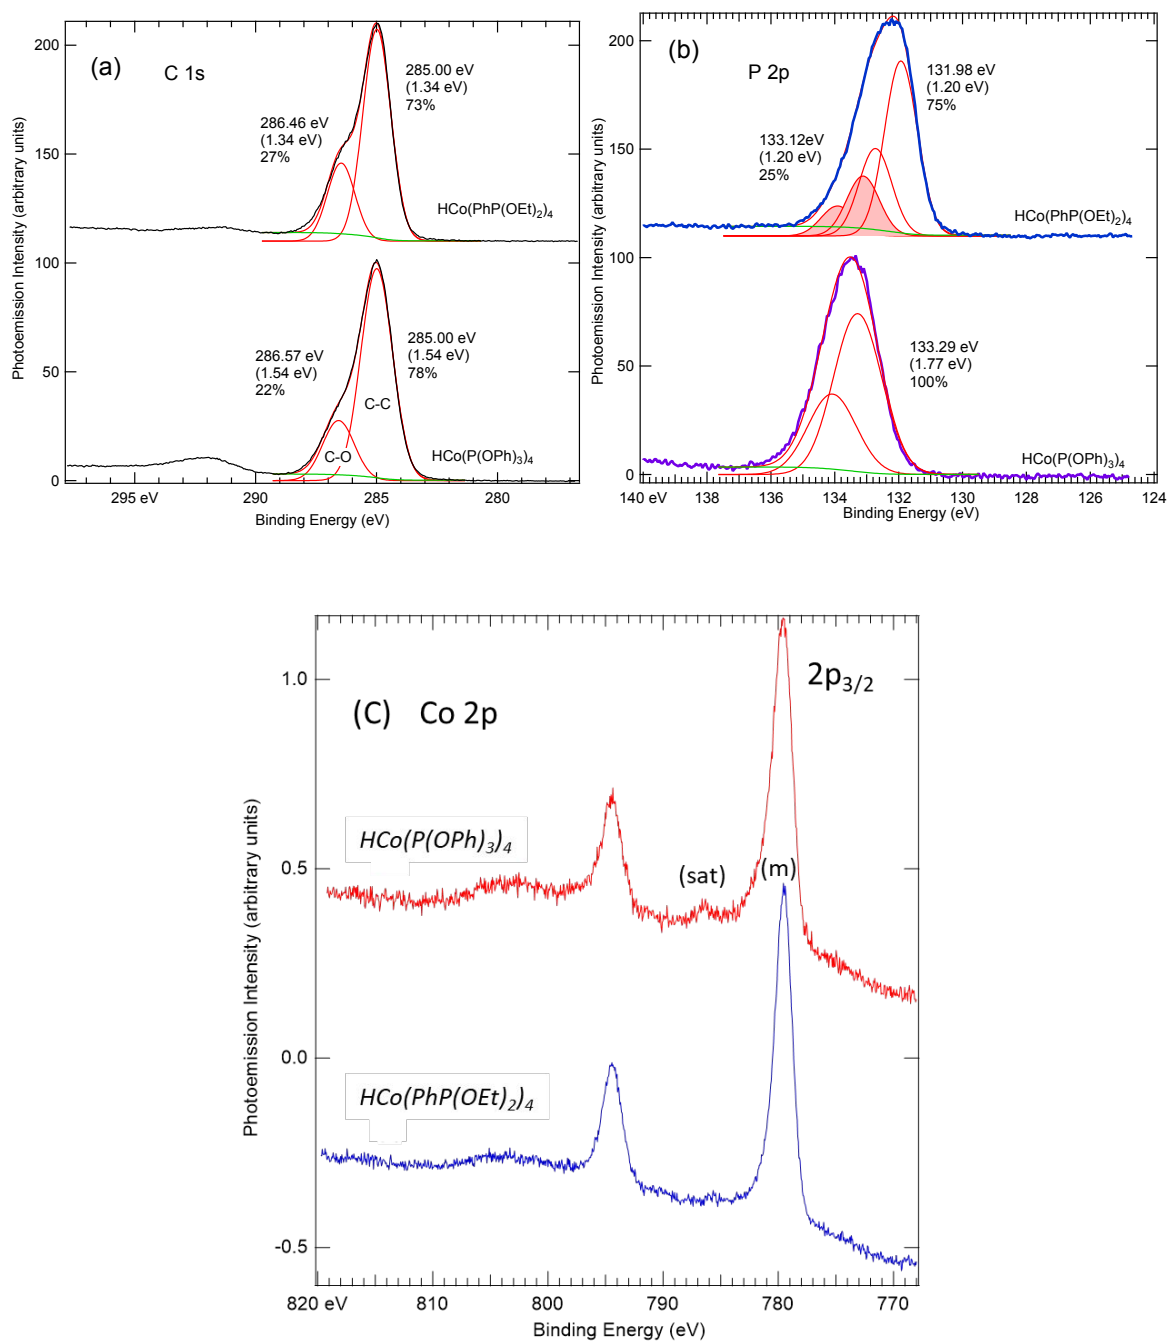 (a)
C 1s
285.00 eV
(1.34 eV)
73%
286.46 eV
(1.34 eV)
27%
HCo(PhP(OEt)2)4
285.00 eV
(1.54 eV)
78%
286.57 eV
(1.54 eV)
22%
C-C
C-O
HCo(P(OPh)3)4
200
150
100
50
0
Photoemission Intensity (arbitrary units)
295 eV
290
285
280
Binding Energy (eV)
(b)
P 2p
131.98 eV
(1.20 eV)
75%
133.12eV
(1.20 eV)
25%
HCo(PhP(OEt)2)4
133.29 eV
(1.77 eV)
100%
HCo(P(OPh)3)4
200
150
100
50
0
Photoemission Intensity (arbitrary units)
140 eV
138
136
134
132
130
128
126
124
Binding Energy (eV)
(C) Co 2p
2p3/2
HCo(P(OPh)3)4
(sat)
(m)
HCo(PhP(OEt)2)4
1.0
0.5
0.0
-0.5
Photoemission Intensity (arbitrary units)
820 eV
810
800
790
780
770
Binding Energy (eV)